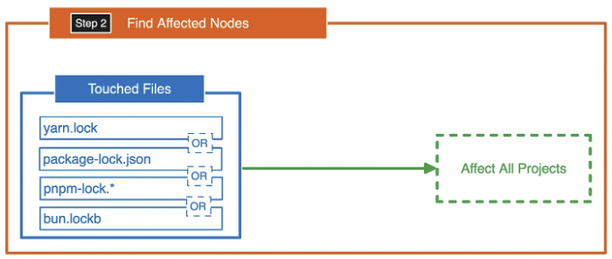 Step 2 Find Affected Nodes
Touched Files
yarn.lock
OR
package-lock.json
OR
pnpm-lock.*
OR
bun.lockb
Affect All Projects